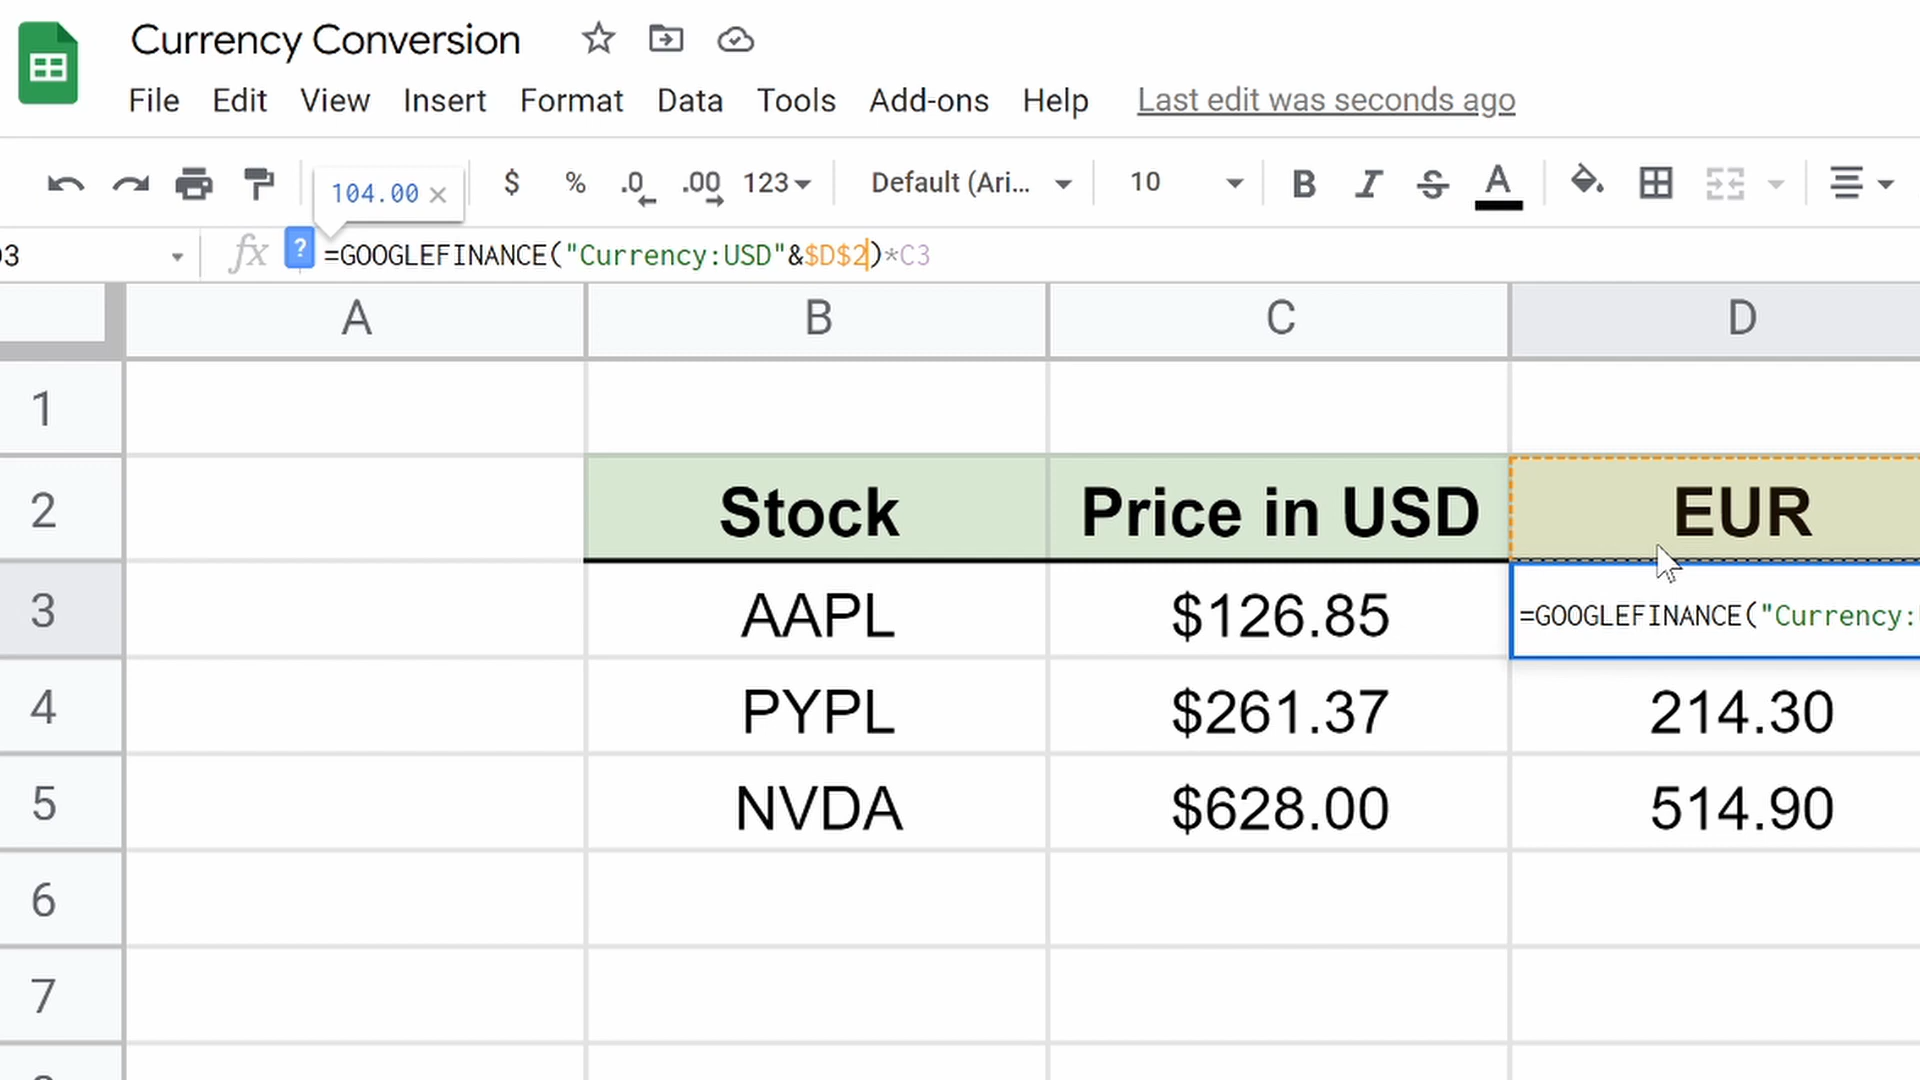 Currency Conversion
File Edit View Insert Format Data Tools Add-ons Help Last edit was seconds ago
104.00 × $ % .0 .00 123 Default (Ari... 10 B I S A
3 fx ? =GOOGLEFINANCE("Currency:USD"&$D$2)*C3
A B C D
1
2 Stock Price in USD EUR
3 AAPL $126.85 =GOOGLEFINANCE("Currency:
4 PYPL $261.37 214.30
5 NVDA $628.00 514.90
6
7